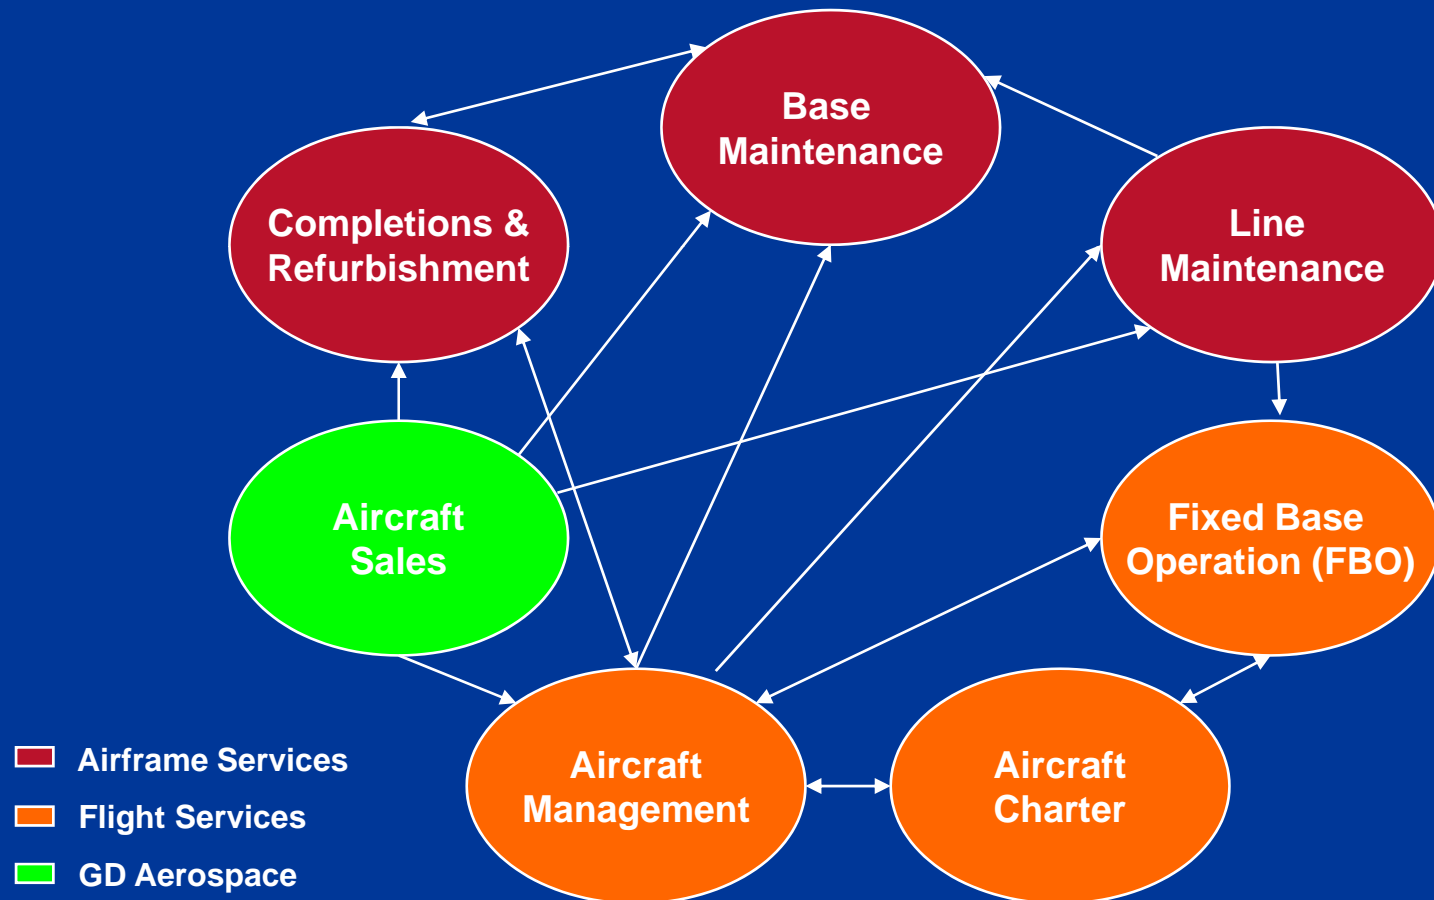 Base
Maintenance
Completions &
Refurbishment
Line
Maintenance
Aircraft
Sales
Fixed Base
Operation (FBO)
Aircraft
Management
Aircraft
Charter
Airframe Services
Flight Services
GD Aerospace